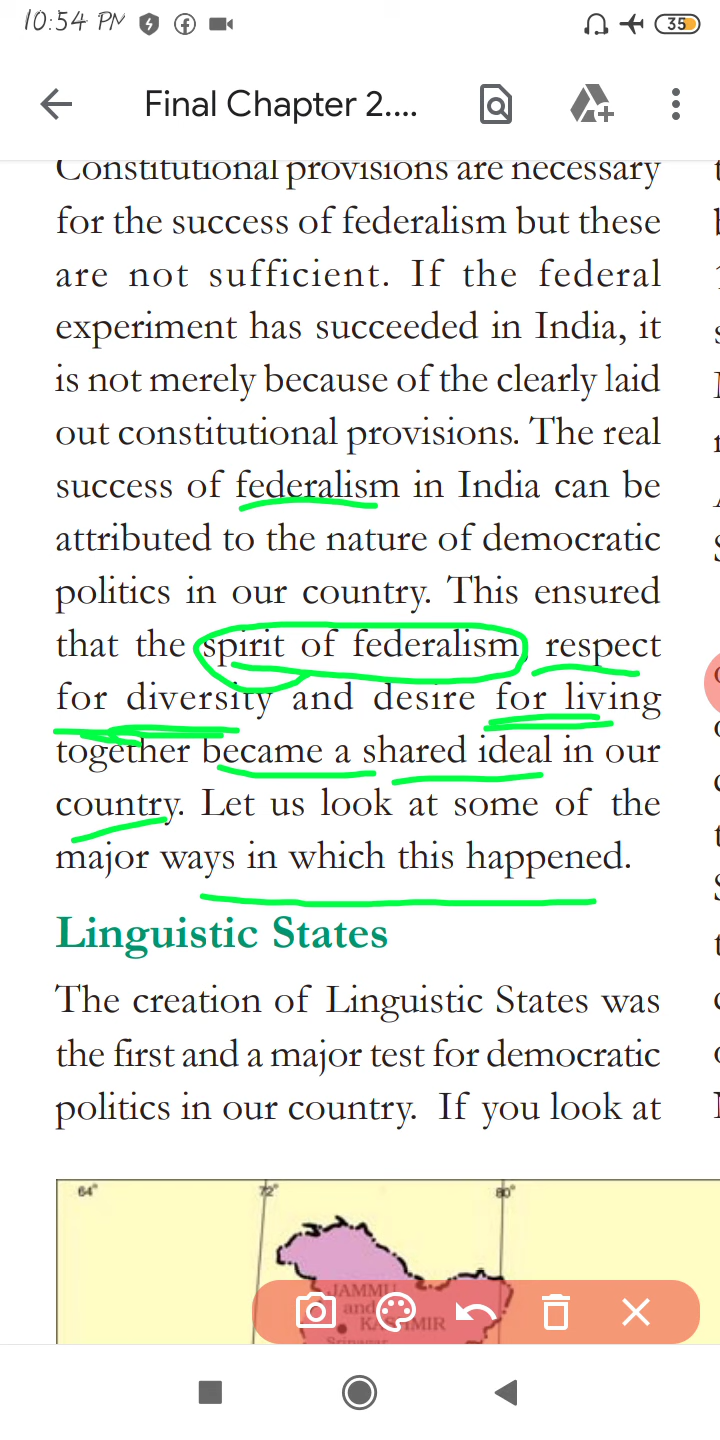 10:54 PM
35
Final Chapter 2....
Constitutional provisions are necessary
for the success of federalism but these
are not sufficient. If the federal
experiment has succeeded in India, it
is not merely because of the clearly laid
out constitutional provisions. The real
success of federalism in India can be
attributed to the nature of democratic
politics in our country. This ensured
that the spirit of federalism, respect
for diversity and desire for living
together became a shared ideal in our
country. Let us look at some of the
major ways in which this happened.
Linguistic States
The creation of Linguistic States was
the first and a major test for democratic
politics in our country. If you look at
64° 72° 80°
JAMMU
and
KASHMIR
Srinagar